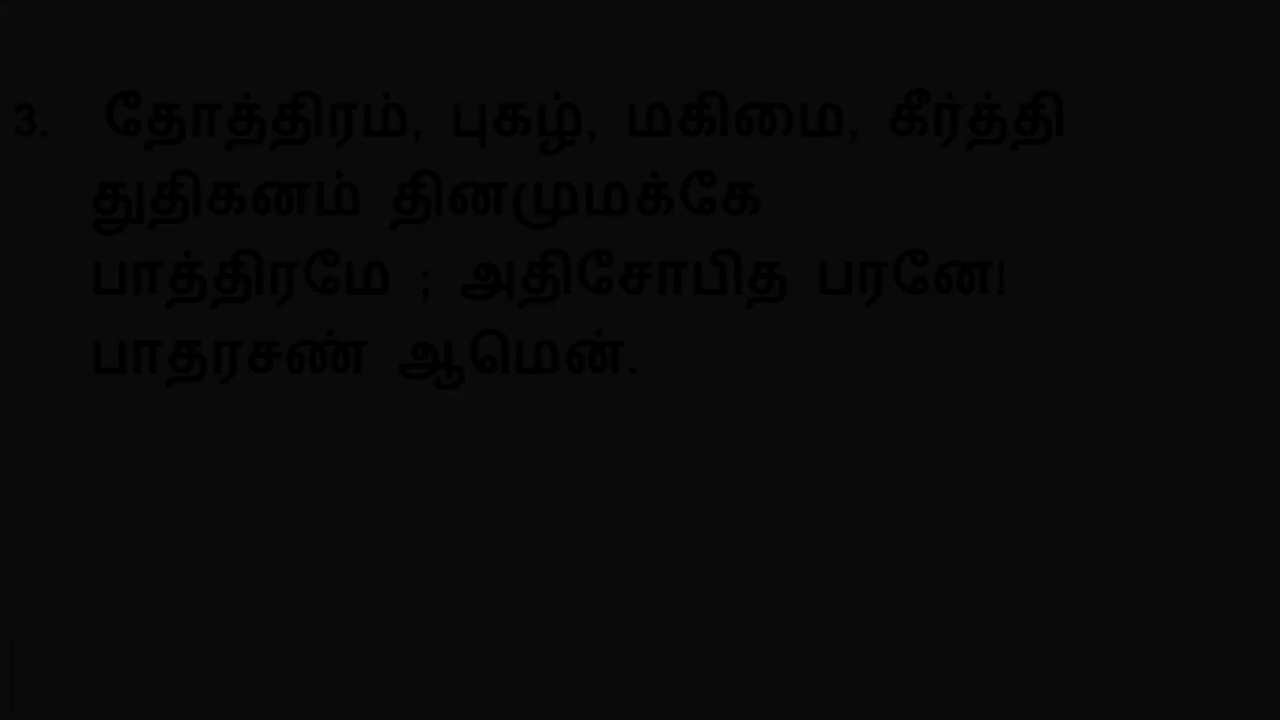 3. தோத்திரம், புகழ், மகிமை, கீர்த்தி
துதிகனம் தினமுமக்கே
பாத்திரமே ; அதிசோபித பரனே!
பாதரசண் ஆமென்.